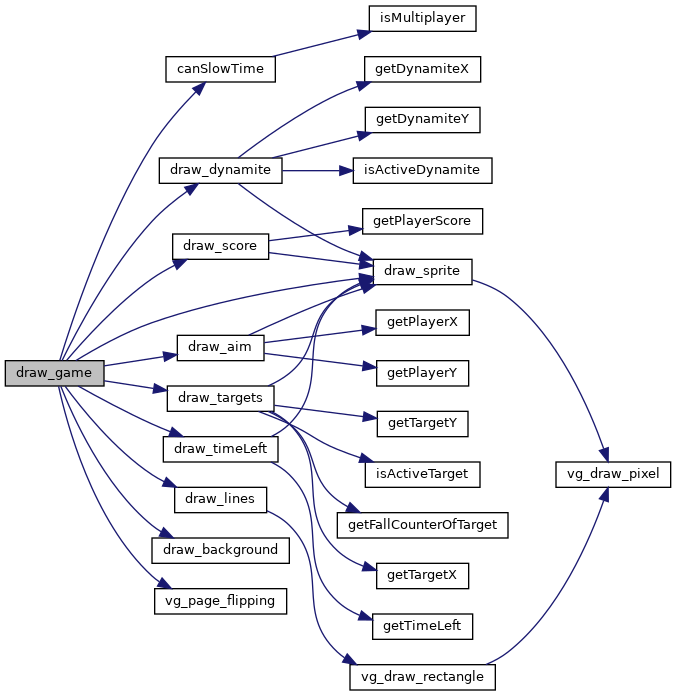 isMultiplayer
canSlowTime
getDynamiteX
getDynamiteY
draw_dynamite
isActiveDynamite
getPlayerScore
draw_score
draw_sprite
getPlayerX
draw_aim
draw_game
getPlayerY
draw_targets
getTargetY
draw_timeLeft
isActiveTarget
vg_draw_pixel
draw_lines
getFallCounterOfTarget
draw_background
getTargetX
vg_page_flipping
getTimeLeft
vg_draw_rectangle